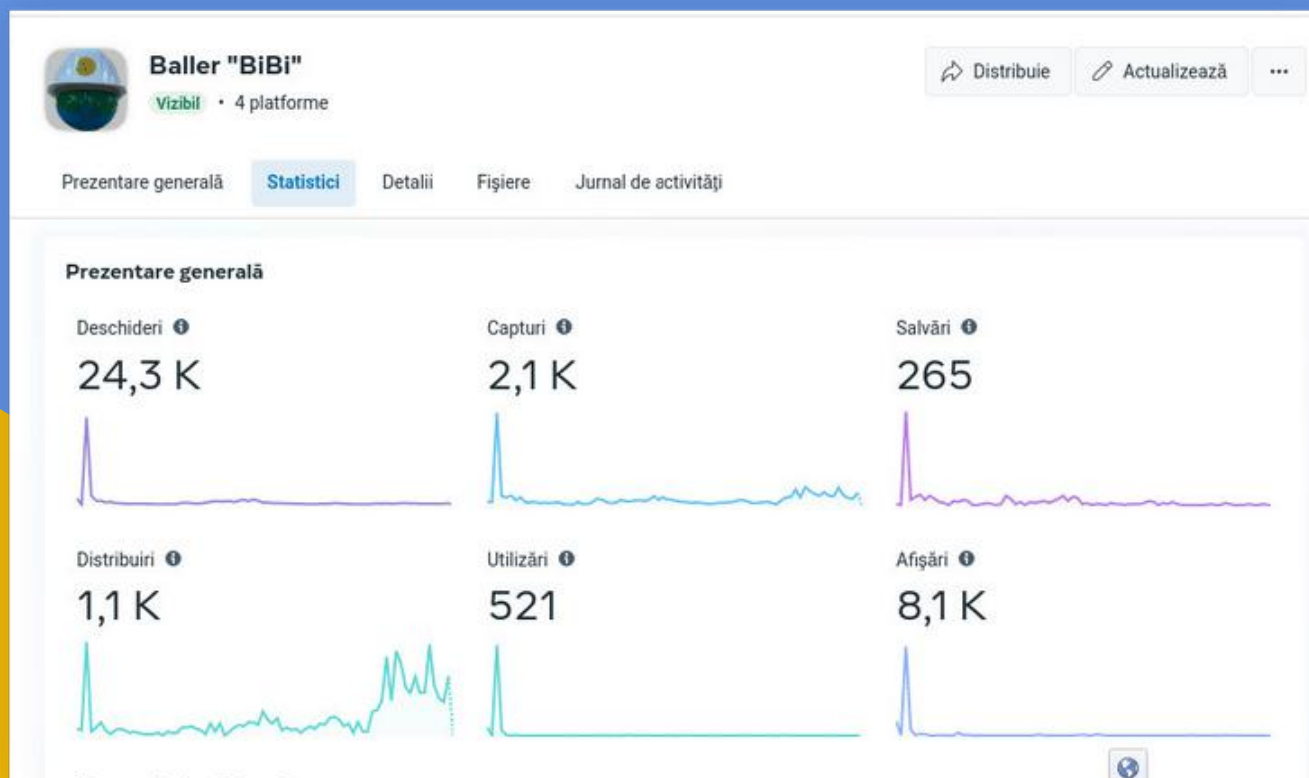 Baller "BiBi"
Vizibil • 4 platforme
Distribuie
Actualizează
Prezentare generală
Statistici
Detalii
Fișiere
Jurnal de activități
Prezentare generală
Deschideri
Capturi
Salvări
24,3 K
2,1 K
265
Distribuiri
Utilizări
Afișări
1,1 K
521
8,1 K